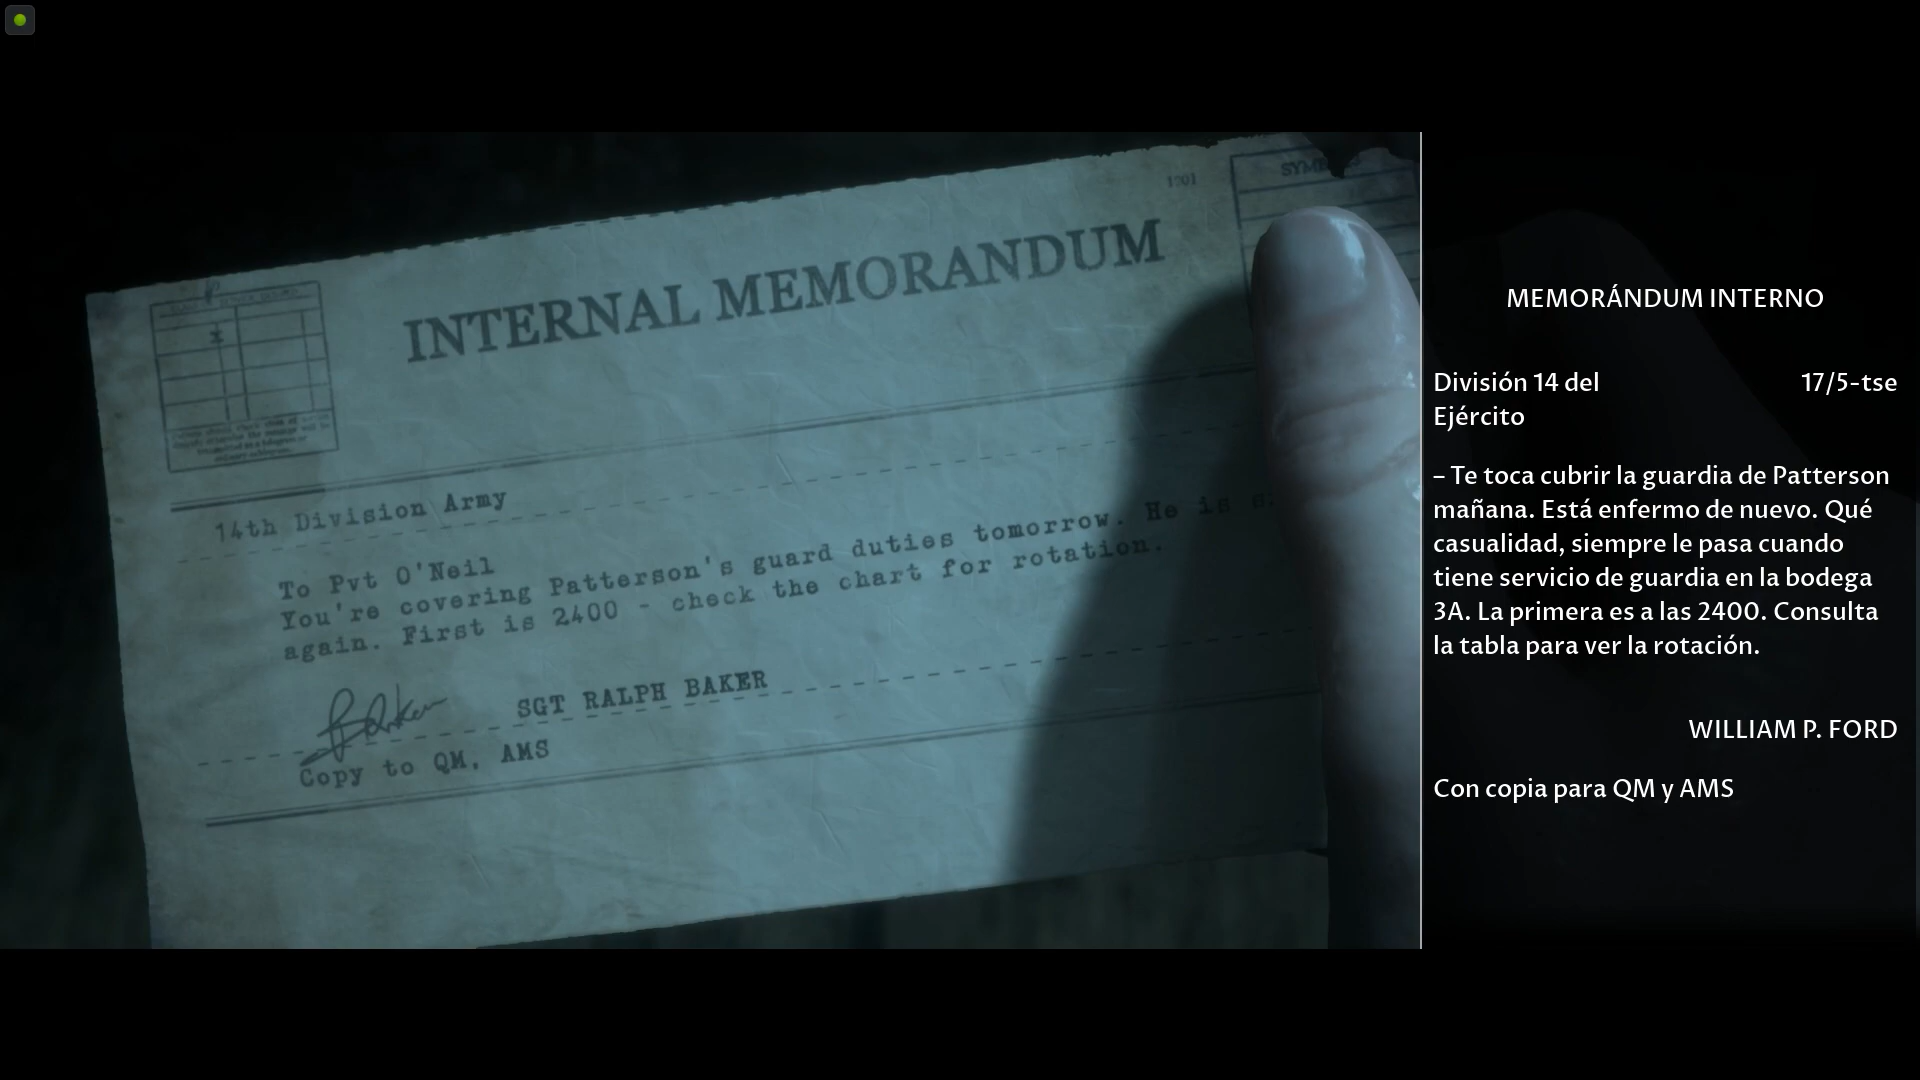 1901
INTERNAL MEMORANDUM
14th Division Army
To Pvt O'Neil
You're covering Patterson's guard duties tomorrow. He is
again. First is 2400 - check the chart for rotation.
SGT RALPH BAKER
Copy to QM, AMS
MEMORÁNDUM INTERNO
División 14 del 17/5-tse
Ejército
– Te toca cubrir la guardia de Patterson
mañana. Está enfermo de nuevo. Qué
casualidad, siempre le pasa cuando
tiene servicio de guardia en la bodega
3A. La primera es a las 2400. Consulta
la tabla para ver la rotación.
WILLIAM P. FORD
Con copia para QM y AMS